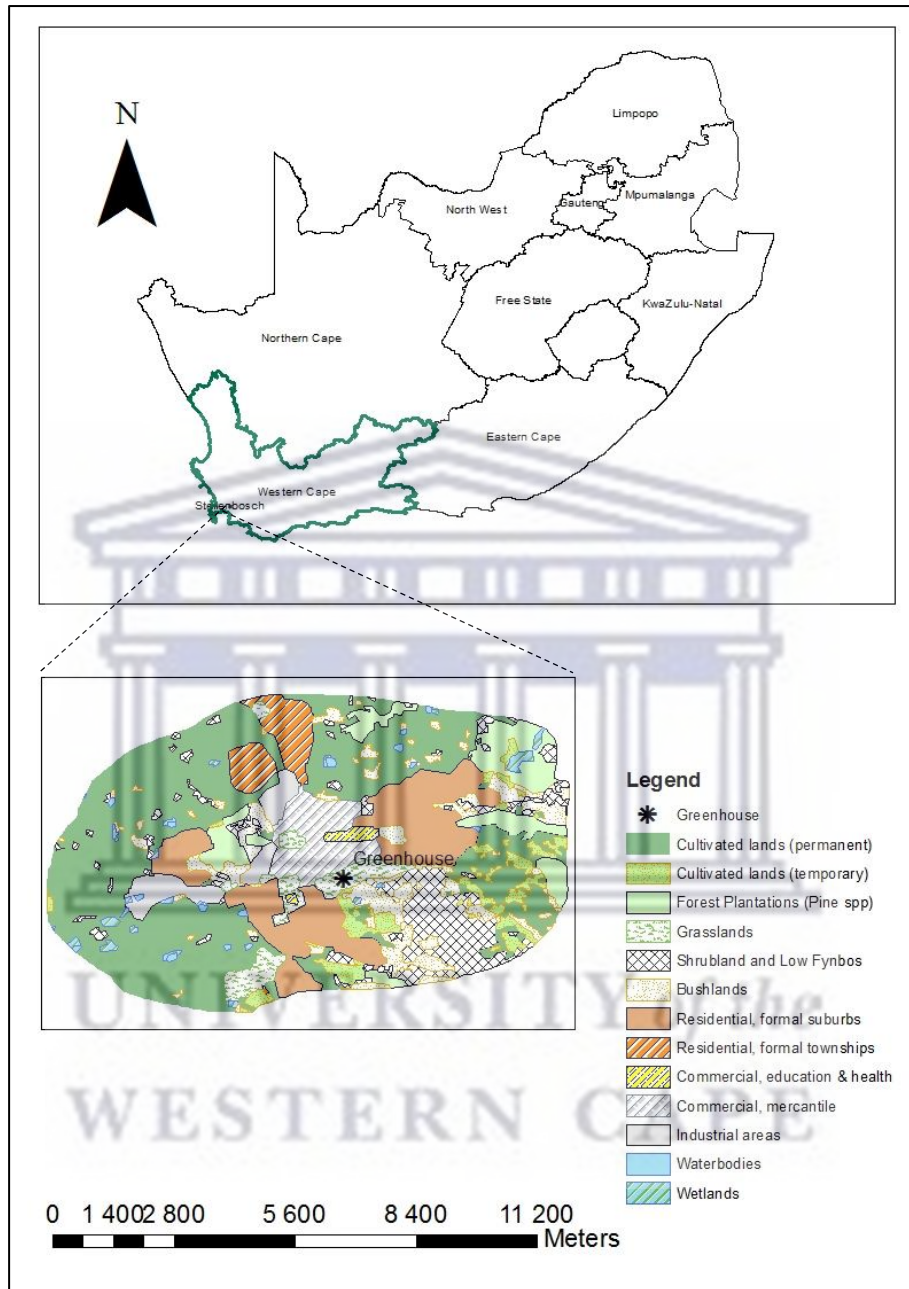 N
Limpopo
North West
Gauteng
Mpumalanga
Free State
KwaZulu-Natal
Northern Cape
Eastern Cape
Western Cape
Stellenbosch
Greenhouse
Legend
Greenhouse
Cultivated lands (permanent)
Cultivated lands (temporary)
Forest Plantations (Pine spp)
Grasslands
Shrubland and Low Fynbos
Bushlands
Residential, formal suburbs
Residential, formal townships
Commercial, education & health
Commercial, mercantile
Industrial areas
Waterbodies
Wetlands
UNIVERSITY of the
WESTERN CAPE
0 1 400 2 800 5 600 8 400 11 200
Meters